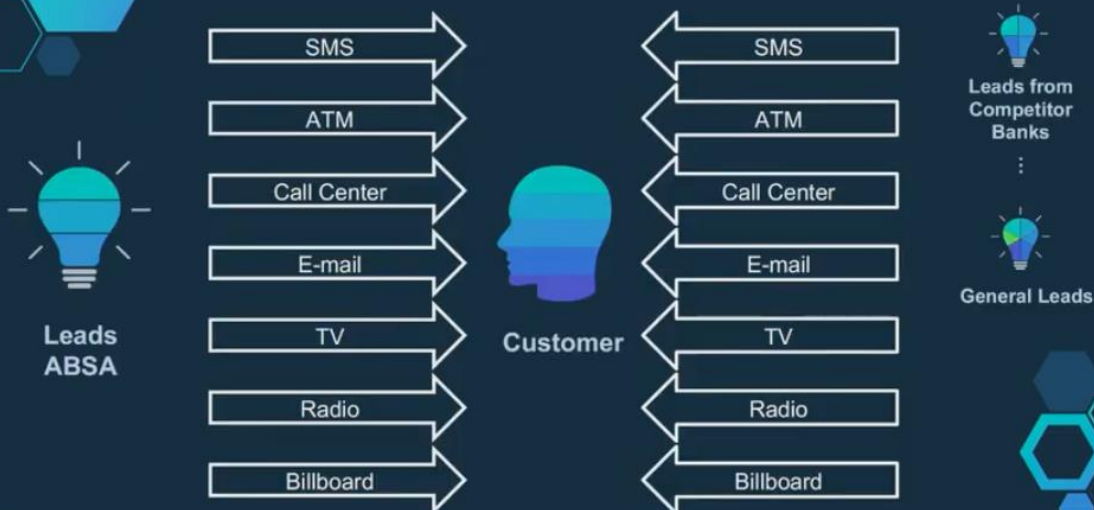 SMS
ATM
Call Center
E-mail
TV
Radio
Billboard
Leads
ABSA
Customer
SMS
ATM
Call Center
E-mail
TV
Radio
Billboard
Leads from
Competitor
Banks
General Leads